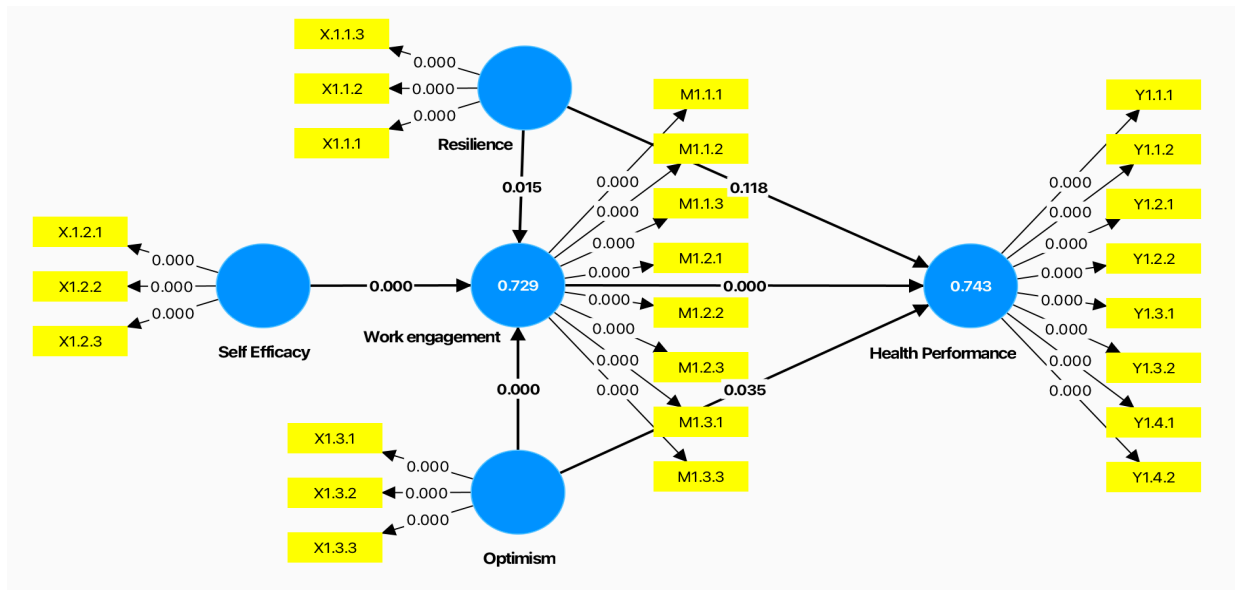 X.1.1.3
0.000
X1.1.2
0.000
X1.1.1
0.000
Resilience
0.015
X.1.2.1
0.000
X1.2.2
0.000
X1.2.3
0.000
Self Efficacy
0.000
0.729
Work engagement
0.000
X1.3.1
0.000
X1.3.2
0.000
X1.3.3
0.000
Optimism
M1.1.1
0.000
M1.1.2
0.000
M1.1.3
0.000
M1.2.1
0.000
M1.2.2
0.000
M1.2.3
0.000
M1.3.1
0.000
M1.3.3
0.000
0.118
0.000
0.035
0.743
Health Performance
Y1.1.1
0.000
Y1.1.2
0.000
Y1.2.1
0.000
Y1.2.2
0.000
Y1.3.1
0.000
Y1.3.2
0.000
Y1.4.1
0.000
Y1.4.2
0.000